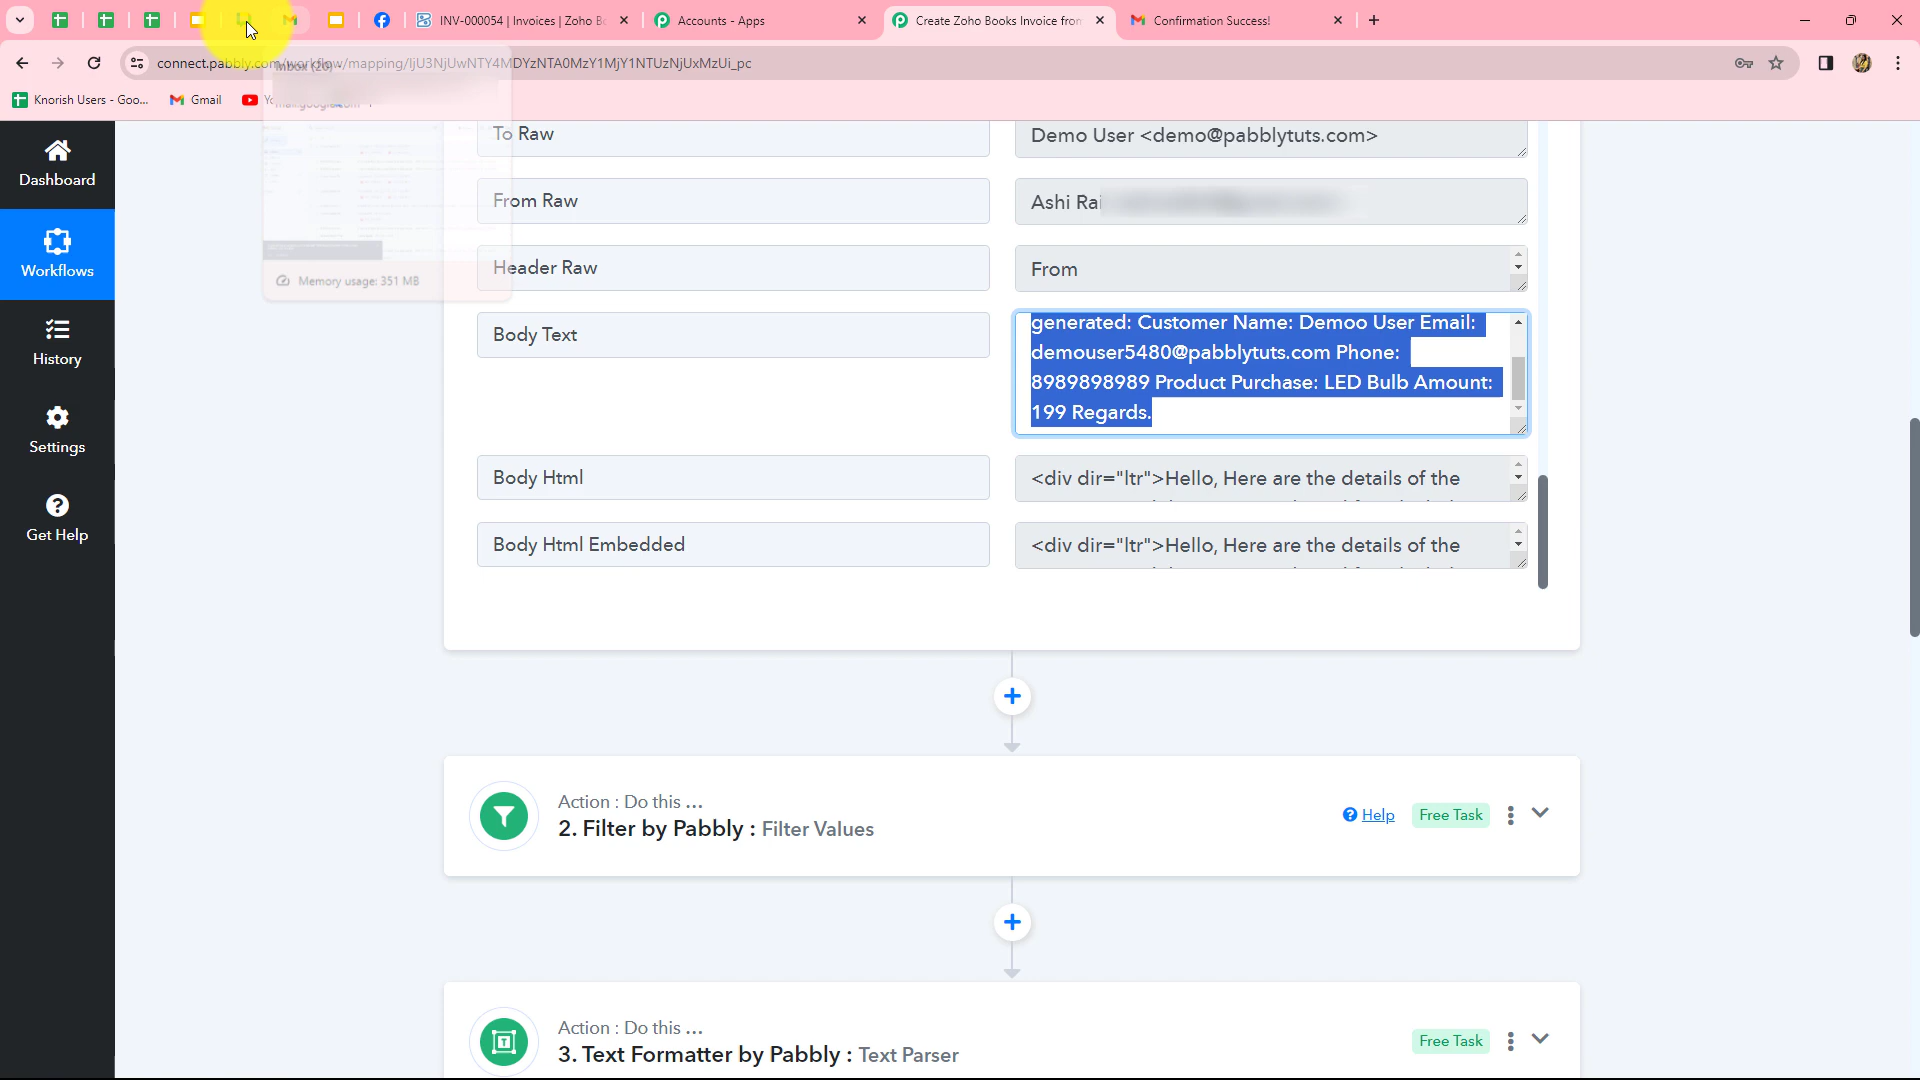 INV-000054 | Invoices | Zoho Bo
Accounts - Apps
Create Zoho Books Invoice from
Confirmation Success!
connect.pabbly.com/workflow/mapping/IjU3NjUwNTY4MDYzNTA0MzY1MjY1NTUzNjUxMzUi_pc
Inbox (20)
mail.google.com
Knorish Users - Goo...
Gmail
Memory usage: 351 MB
Dashboard
Workflows
History
Settings
Get Help
To Raw
Demo User <demo@pabblytuts.com>
From Raw
Ashi Rai
Header Raw
From
Body Text
generated: Customer Name: Demoo User Email:
demouser5480@pabblytuts.com Phone:
8989898989 Product Purchase: LED Bulb Amount:
199 Regards.
Body Html
<div dir="ltr">Hello, Here are the details of the
Body Html Embedded
<div dir="ltr">Hello, Here are the details of the
Action : Do this ...
2. Filter by Pabbly : Filter Values
Help
Free Task
Action : Do this ...
3. Text Formatter by Pabbly : Text Parser
Free Task